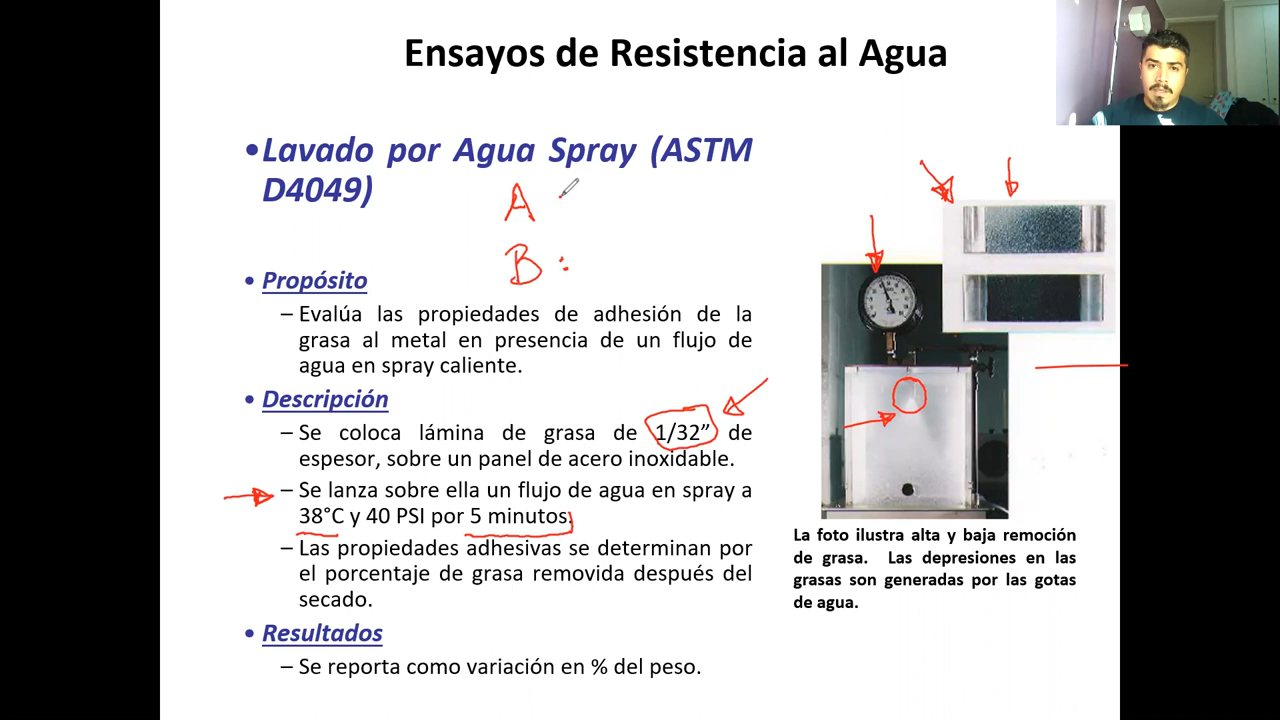 Ensayos de Resistencia al Agua
•Lavado por Agua Spray (ASTM
D4049)
A
B :
• Propósito
– Evalúa las propiedades de adhesión de la
grasa al metal en presencia de un flujo de
agua en spray caliente.
• Descripción
– Se coloca lámina de grasa de 1/32” de
espesor, sobre un panel de acero inoxidable.
– Se lanza sobre ella un flujo de agua en spray a
38°C y 40 PSI por 5 minutos.
– Las propiedades adhesivas se determinan por
el porcentaje de grasa removida después del
secado.
• Resultados
– Se reporta como variación en % del peso.
La foto ilustra alta y baja remoción
de grasa. Las depresiones en las
grasas son generadas por las gotas
de agua.